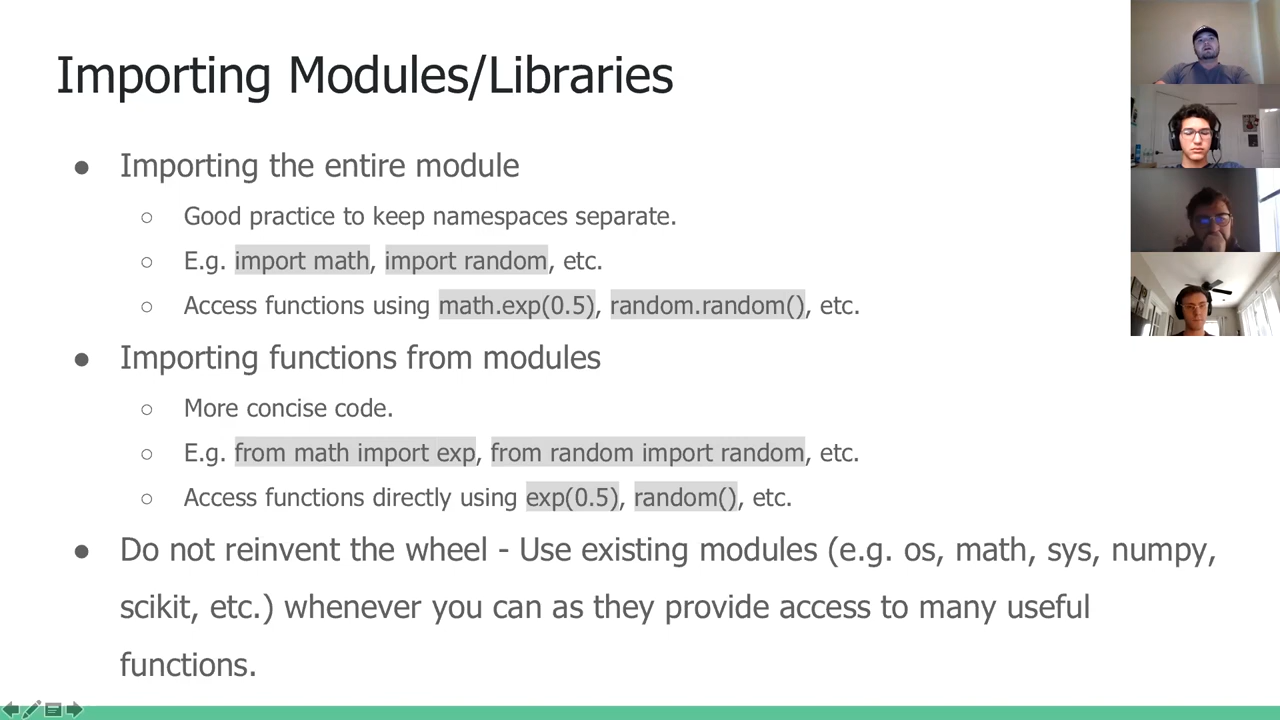 Importing Modules/Libraries
● Importing the entire module
○ Good practice to keep namespaces separate.
○ E.g. import math, import random, etc.
○ Access functions using math.exp(0.5), random.random(), etc.
● Importing functions from modules
○ More concise code.
○ E.g. from math import exp, from random import random, etc.
○ Access functions directly using exp(0.5), random(), etc.
● Do not reinvent the wheel - Use existing modules (e.g. os, math, sys, numpy,
scikit, etc.) whenever you can as they provide access to many useful
functions.